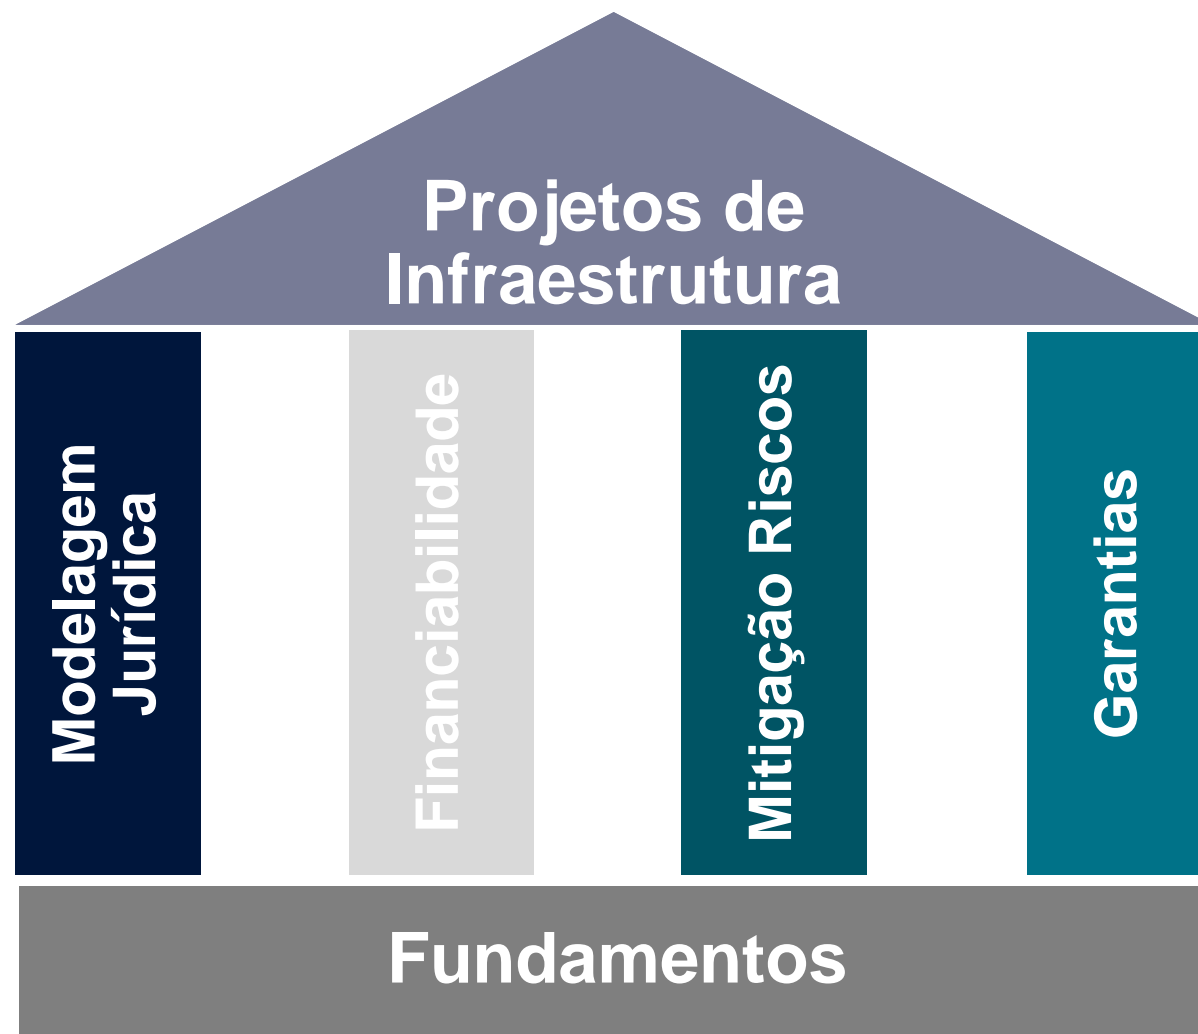 Projetos de
Infraestrutura
Modelagem
Jurídica
Financiabilidade
Mitigação Riscos
Garantias
Fundamentos